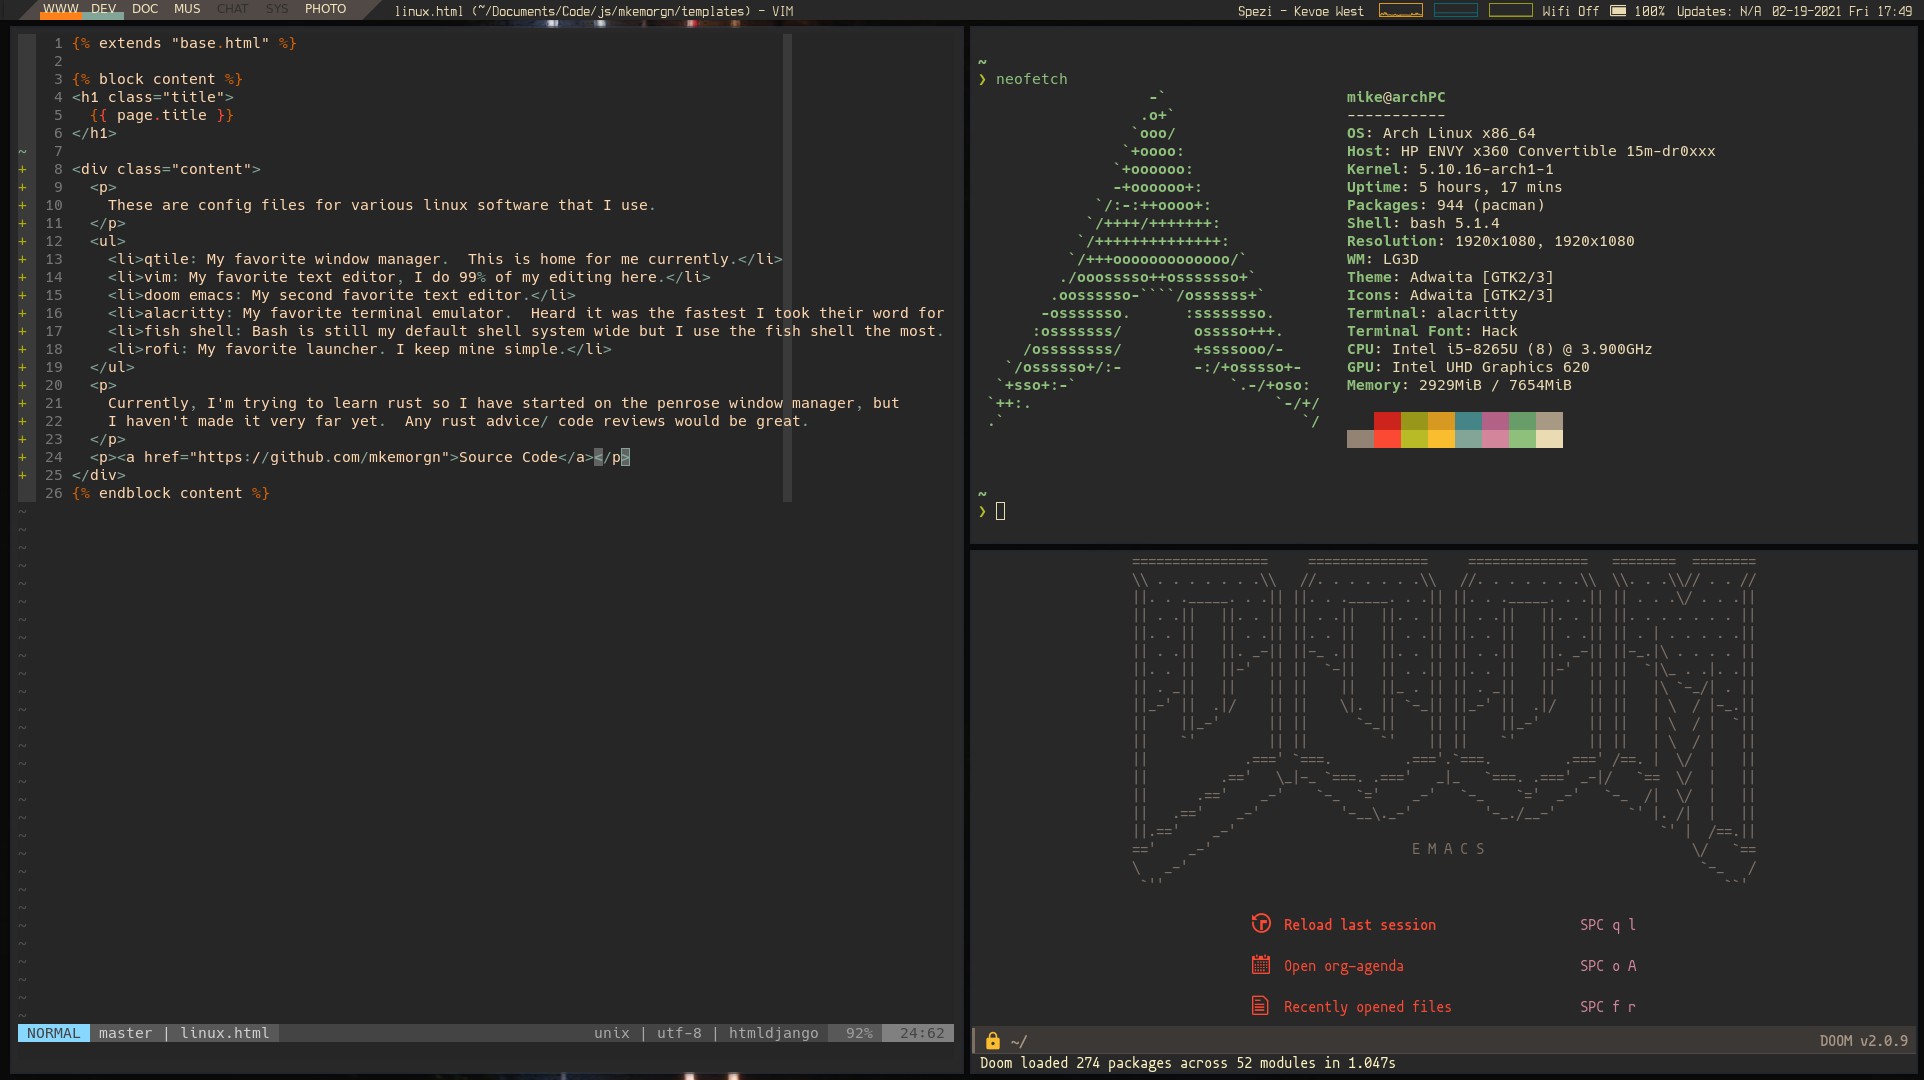 WWW DEV DOC MUS CHAT SYS PHOTO linux.html (~/Documents/Code/js/mkemorgn/templates) - VIM Spezi - Kevoe West Wifi Off 100% Updates: N/A 02-19-2021 Fri 17:49
1 {% extends "base.html" %}
2
3 {% block content %}
4 <h1 class="title">
5 {{ page.title }}
6 </h1>
~ 7
+ 8 <div class="content">
+ 9 <p>
+ 10 These are config files for various linux software that I use.
+ 11 </p>
+ 12 <ul>
+ 13 <li>qtile: My favorite window manager.  This is home for me currently.</li>
+ 14 <li>vim: My favorite text editor, I do 99% of my editing here.</li>
+ 15 <li>doom emacs: My second favorite text editor.</li>
+ 16 <li>alacritty: My favorite terminal emulator.  Heard it was the fastest I took their word for
+ 17 <li>fish shell: Bash is still my default shell system wide but I use the fish shell the most.
+ 18 <li>rofi: My favorite launcher. I keep mine simple.</li>
+ 19 </ul>
+ 20 <p>
+ 21 Currently, I'm trying to learn rust so I have started on the penrose window manager, but
+ 22 I haven't made it very far yet.  Any rust advice/ code reviews would be great.
+ 23 </p>
+ 24 <p><a href="https://github.com/mkemorgn">Source Code</a></p>
+ 25 </div>
26 {% endblock content %}
NORMAL master | linux.html unix | utf-8 | htmldjango 92% 24:62
~
❯ neofetch
mike@archPC
-----------
OS: Arch Linux x86_64
Host: HP ENVY x360 Convertible 15m-dr0xxx
Kernel: 5.10.16-arch1-1
Uptime: 5 hours, 17 mins
Packages: 944 (pacman)
Shell: bash 5.1.4
Resolution: 1920x1080, 1920x1080
WM: LG3D
Theme: Adwaita [GTK2/3]
Icons: Adwaita [GTK2/3]
Terminal: alacritty
Terminal Font: Hack
CPU: Intel i5-8265U (8) @ 3.900GHz
GPU: Intel UHD Graphics 620
Memory: 2929MiB / 7654MiB
~
❯
DOOM
EMACS
Reload last session SPC q l
Open org-agenda SPC o A
Recently opened files SPC f r
~/ DOOM v2.0.9
Doom loaded 274 packages across 52 modules in 1.047s